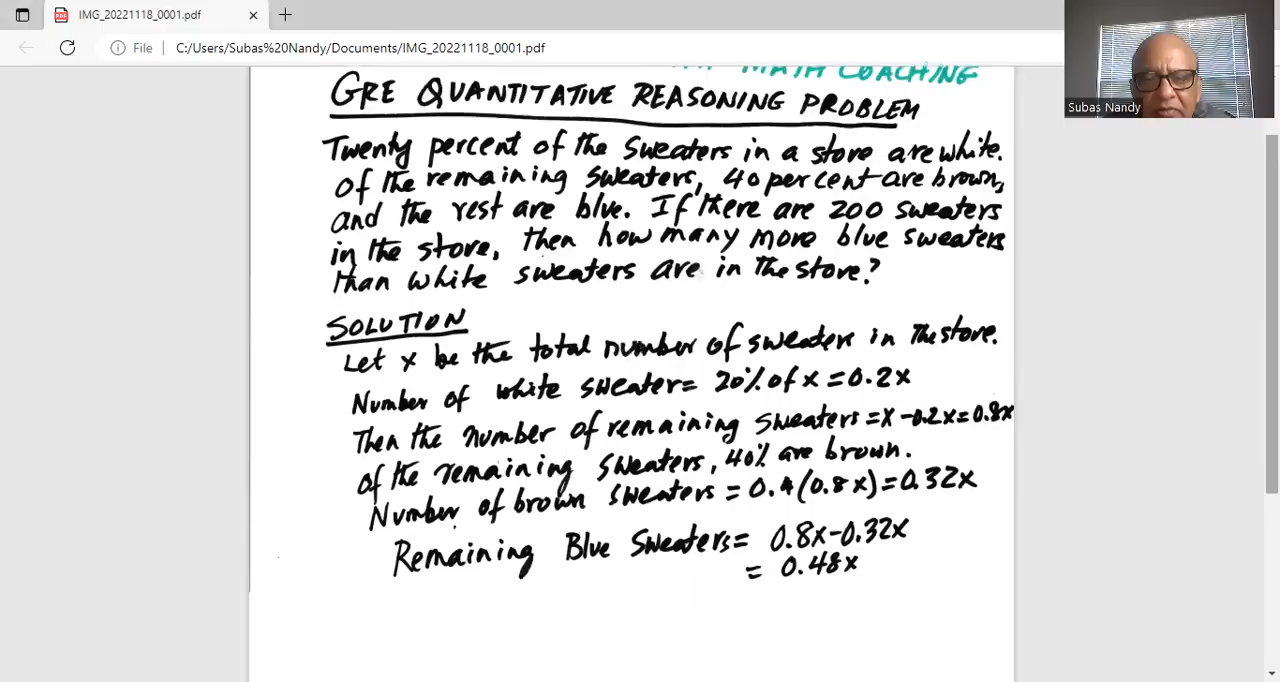 IMG_20221118_0001.pdf
File
C:/Users/Subas%20Nandy/Documents/IMG_20221118_0001.pdf
Subas Nandy
MATH COACHING
GRE QUANTITATIVE REASONING PROBLEM
Twenty percent of the sweaters in a store are white.
Of the remaining sweaters, 40 percent are brown,
and the rest are blue. If there are 200 sweaters
in the store, then how many more blue sweaters
than white sweaters are in the store?
SOLUTION
Let x be the total number of sweaters in the store.
Number of white sweater = 20% of x = 0.2x
Then the number of remaining sweaters = x - 0.2x = 0.8x
Of the remaining sweaters, 40% are brown.
Number of brown sweaters = 0.4(0.8x) = 0.32x
Remaining Blue Sweaters = 0.8x - 0.32x
= 0.48x